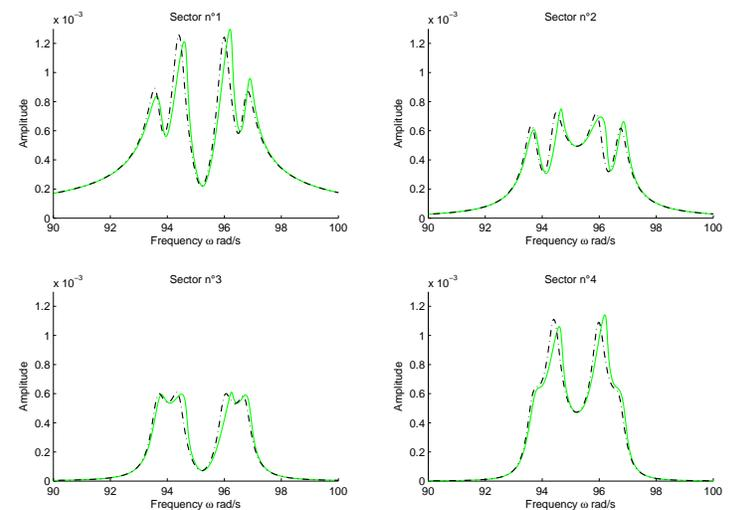 Sector n°1
x 10⁻³
1.2
1
0.8
0.6
0.4
0.2
0
Amplitude
90 92 94 96 98 100
Frequency ω rad/s
Sector n°2
x 10⁻³
1.2
1
0.8
0.6
0.4
0.2
0
Amplitude
90 92 94 96 98 100
Frequency ω rad/s
Sector n°3
x 10⁻³
1.2
1
0.8
0.6
0.4
0.2
0
Amplitude
90 92 94 96 98 100
Frequency ω rad/s
Sector n°4
x 10⁻³
1.2
1
0.8
0.6
0.4
0.2
0
Amplitude
90 92 94 96 98 100
Frequency ω rad/s